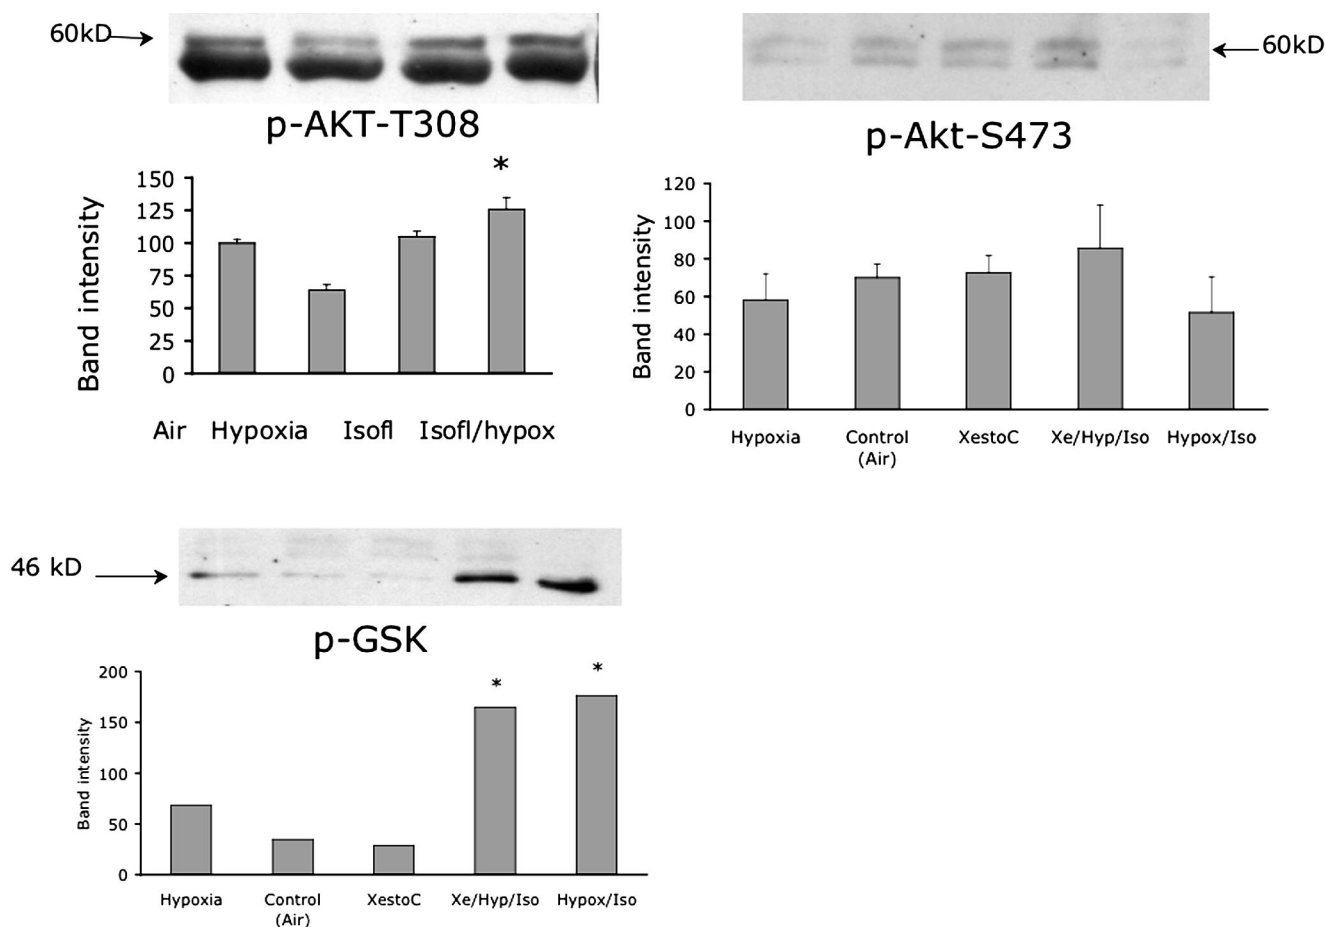 60kD
p-AKT-T308
*
150
125
100
75
50
25
0
Band intensity
Air Hypoxia Isofl Isofl/hypox
60kD
p-Akt-S473
120
100
80
60
40
20
0
Band intensity
Hypoxia Control XestoC Xe/Hyp/Iso Hypox/Iso
(Air)
46 kD
p-GSK
* *
200
150
100
50
0
Band intensity
Hypoxia Control XestoC Xe/Hyp/Iso Hypox/Iso
(Air)